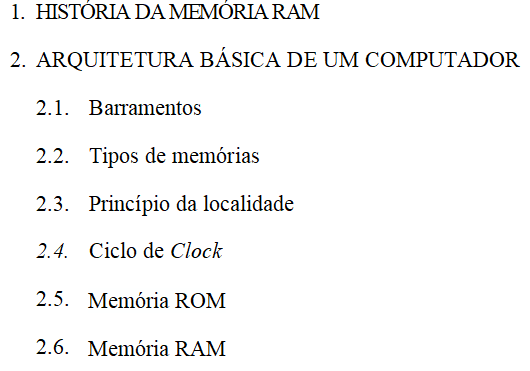 1. HISTÓRIA DA MEMÓRIA RAM
2. ARQUITETURA BÁSICA DE UM COMPUTADOR
2.1. Barramentos
2.2. Tipos de memórias
2.3. Princípio da localidade
2.4. Ciclo de Clock
2.5. Memória ROM
2.6. Memória RAM